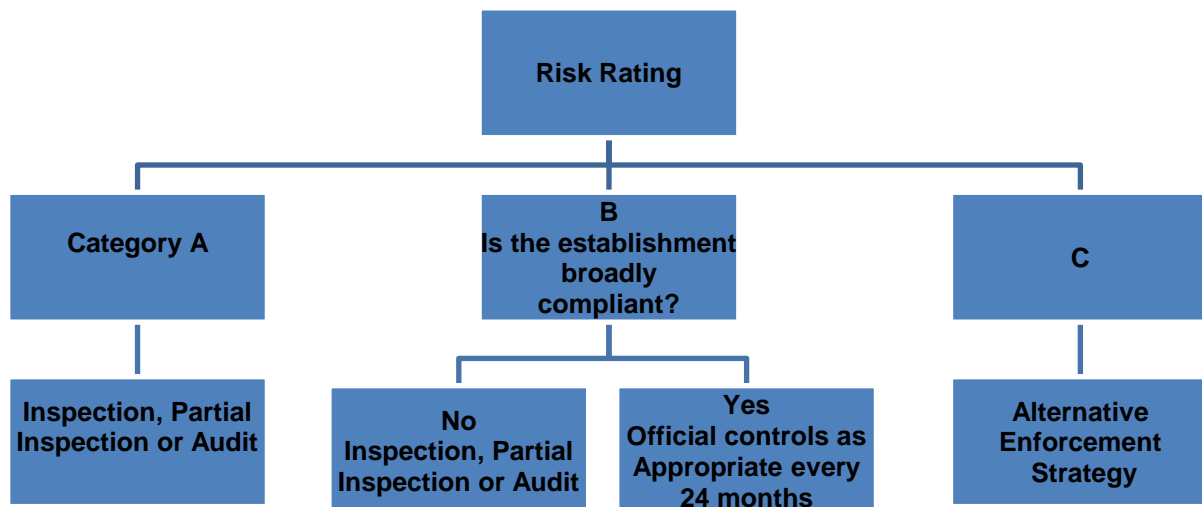 Risk Rating
Category A
B
Is the establishment
broadly
compliant?
C
Inspection, Partial
Inspection or Audit
No
Inspection, Partial
Inspection or Audit
Yes
Official controls as
Appropriate every
24 months
Alternative
Enforcement
Strategy